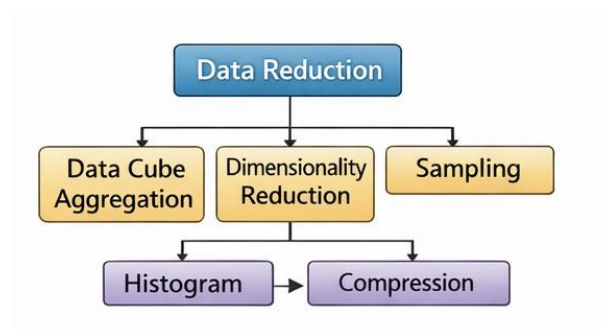 Data Reduction
Data Cube
Aggregation
Dimensionality
Reduction
Sampling
Histogram
Compression